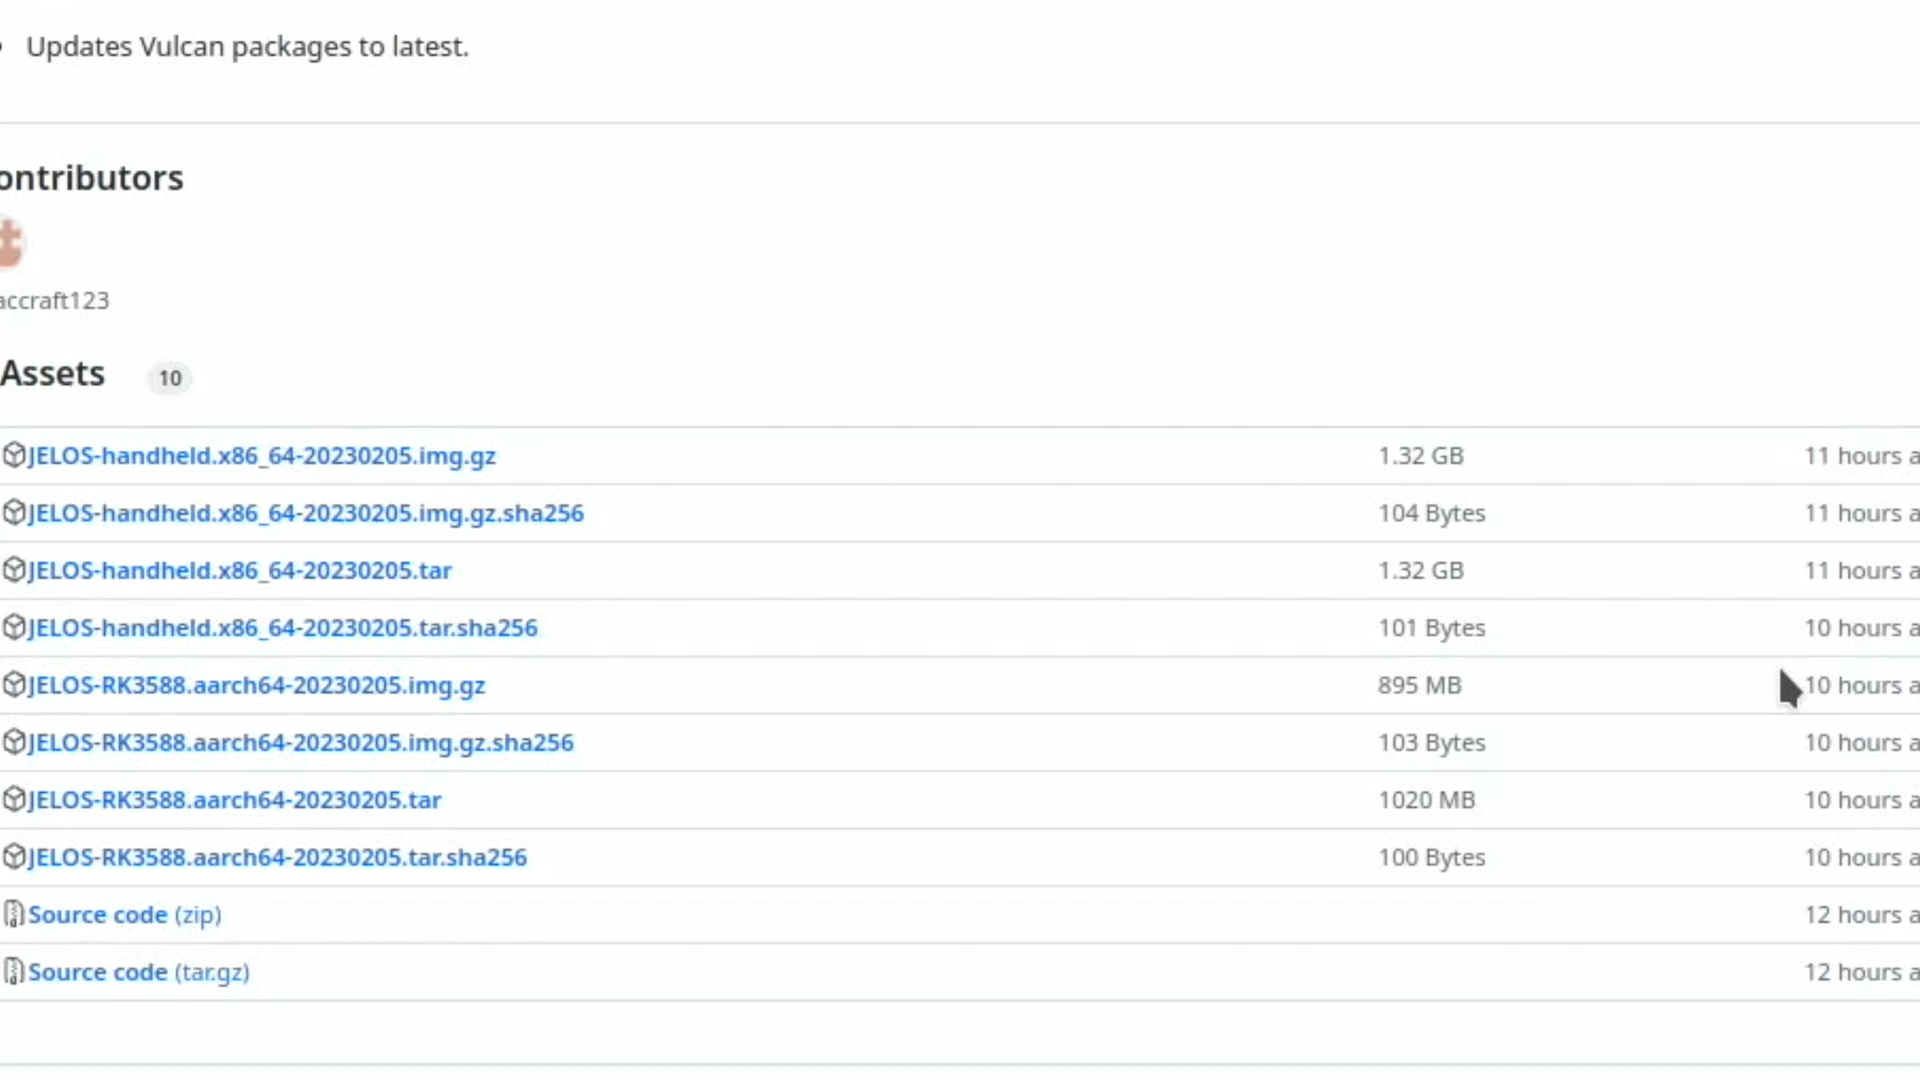 Updates Vulcan packages to latest.
ontributors
accraft123
Assets 10
JELOS-handheld.x86_64-20230205.img.gz 1.32 GB 11 hours a
JELOS-handheld.x86_64-20230205.img.gz.sha256 104 Bytes 11 hours a
JELOS-handheld.x86_64-20230205.tar 1.32 GB 11 hours a
JELOS-handheld.x86_64-20230205.tar.sha256 101 Bytes 10 hours a
JELOS-RK3588.aarch64-20230205.img.gz 895 MB 10 hours a
JELOS-RK3588.aarch64-20230205.img.gz.sha256 103 Bytes 10 hours a
JELOS-RK3588.aarch64-20230205.tar 1020 MB 10 hours a
JELOS-RK3588.aarch64-20230205.tar.sha256 100 Bytes 10 hours a
Source code (zip) 12 hours a
Source code (tar.gz) 12 hours a